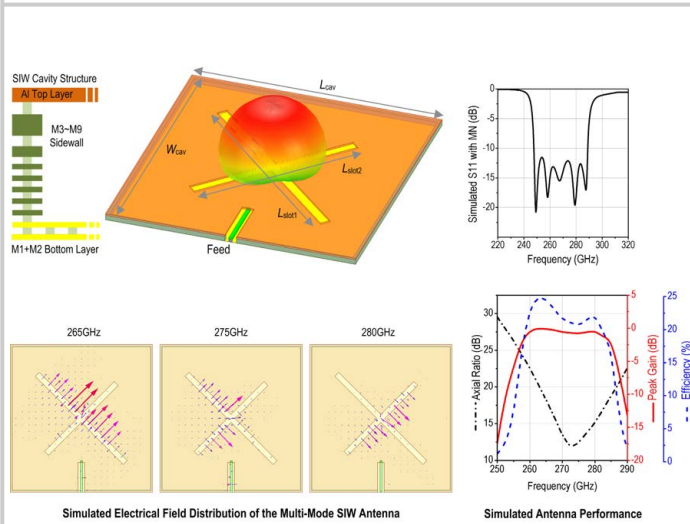 SIW Cavity Structure
Al Top Layer
M3~M9
Sidewall
M1+M2 Bottom Layer
Lcav
Wcav
Lslot2
Lslot1
Feed
Simulated S11 with MN (dB)
0
-5
-10
-15
-20
220 240 260 280 300 320
Frequency (GHz)
265GHz
275GHz
280GHz
Simulated Electrical Field Distribution of the Multi-Mode SIW Antenna
Axial Ratio (dB)
30
25
20
15
10
250 260 270 280 290
Frequency (GHz)
5
0
-5
-10
-15
-20
Peak Gain (dB)
25
20
15
10
5
0
Efficiency (%)
Simulated Antenna Performance